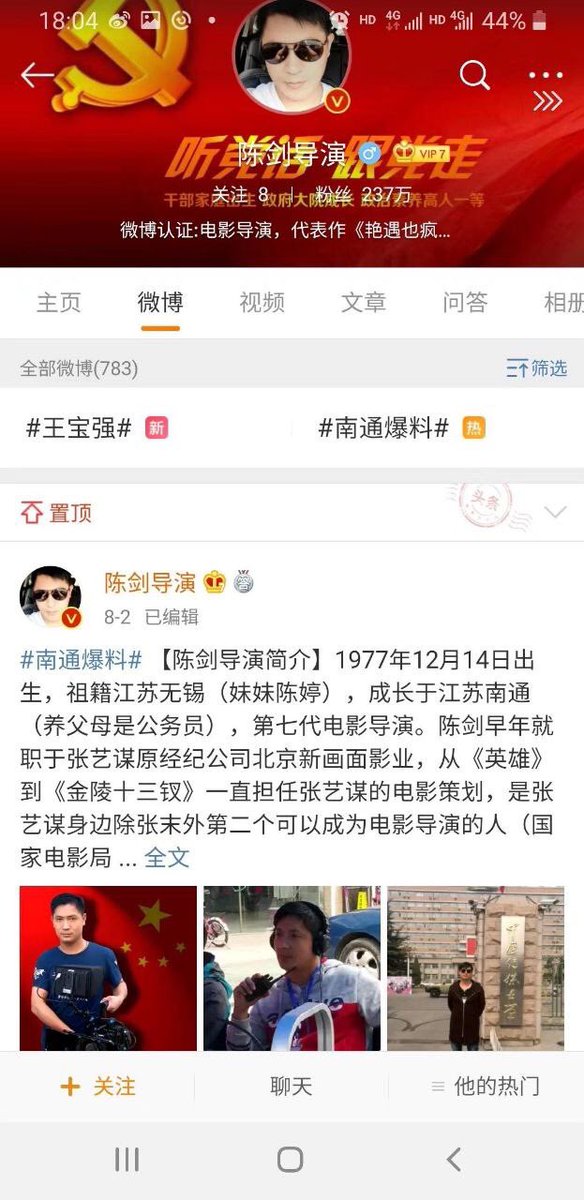 18:04 HD 4G HD 4G 44%
听党话 跟党走
陈剑导演 VIP 7
干部家庭出生 政府大院成长 政治素养高人一等
关注 8 | 粉丝 237万
微博认证:电影导演，代表作《艳遇也疯...
主页 微博 视频 文章 问答 相册
全部微博(783) 筛选
#王宝强# 新 #南通爆料# 热
置顶 头条
陈剑导演
8-2 已编辑
#南通爆料# 【陈剑导演简介】1977年12月14日出
生，祖籍江苏无锡（妹妹陈婷），成长于江苏南通
（养父母是公务员），第七代电影导演。陈剑早年就
职于张艺谋原经纪公司北京新画面影业，从《英雄》
到《金陵十三钗》一直担任张艺谋的电影策划，是张
艺谋身边除张末外第二个可以成为电影导演的人（国
家电影局 ... 全文
+ 关注 聊天 ≡ 他的热门